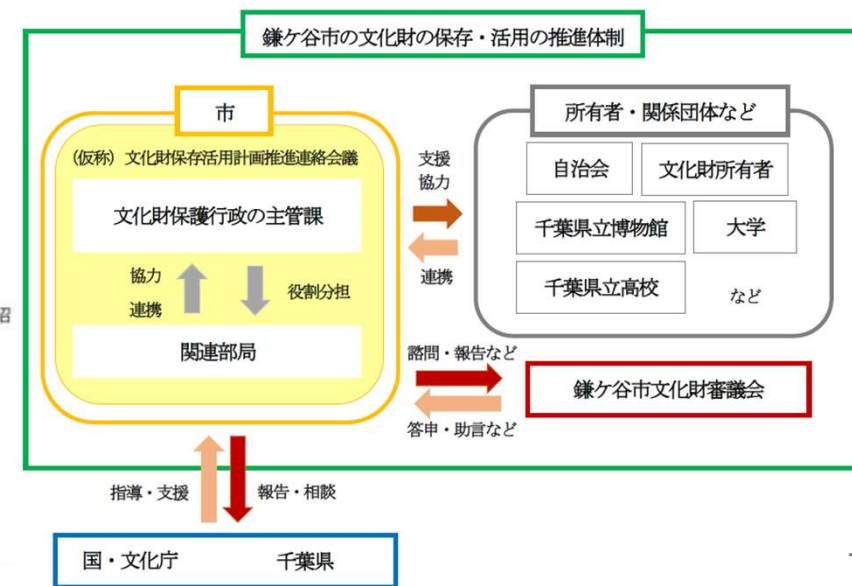 鎌ケ谷市の文化財の保存・活用の推進体制
市
所有者・関係団体など
(仮称) 文化財保存活用計画推進連絡会議
文化財保護行政の主管課
協力
連携
役割分担
関連部局
支援
協力
連携
自治会
文化財所有者
千葉県立博物館
大学
千葉県立高校
など
諮問・報告など
答申・助言など
鎌ケ谷市文化財審議会
指導・支援
報告・相談
国・文化庁
千葉県